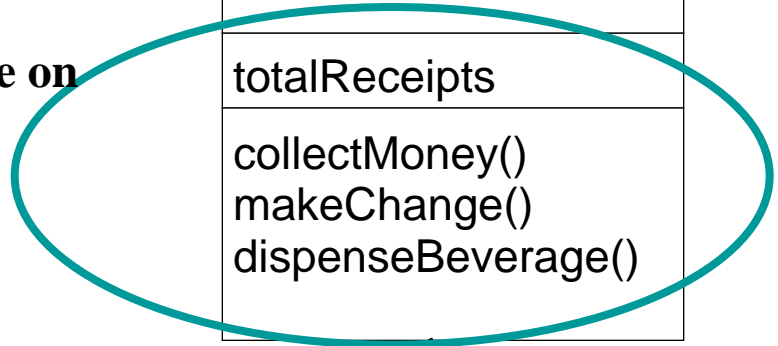 e on
totalReceipts
collectMoney()
makeChange()
dispenseBeverage()